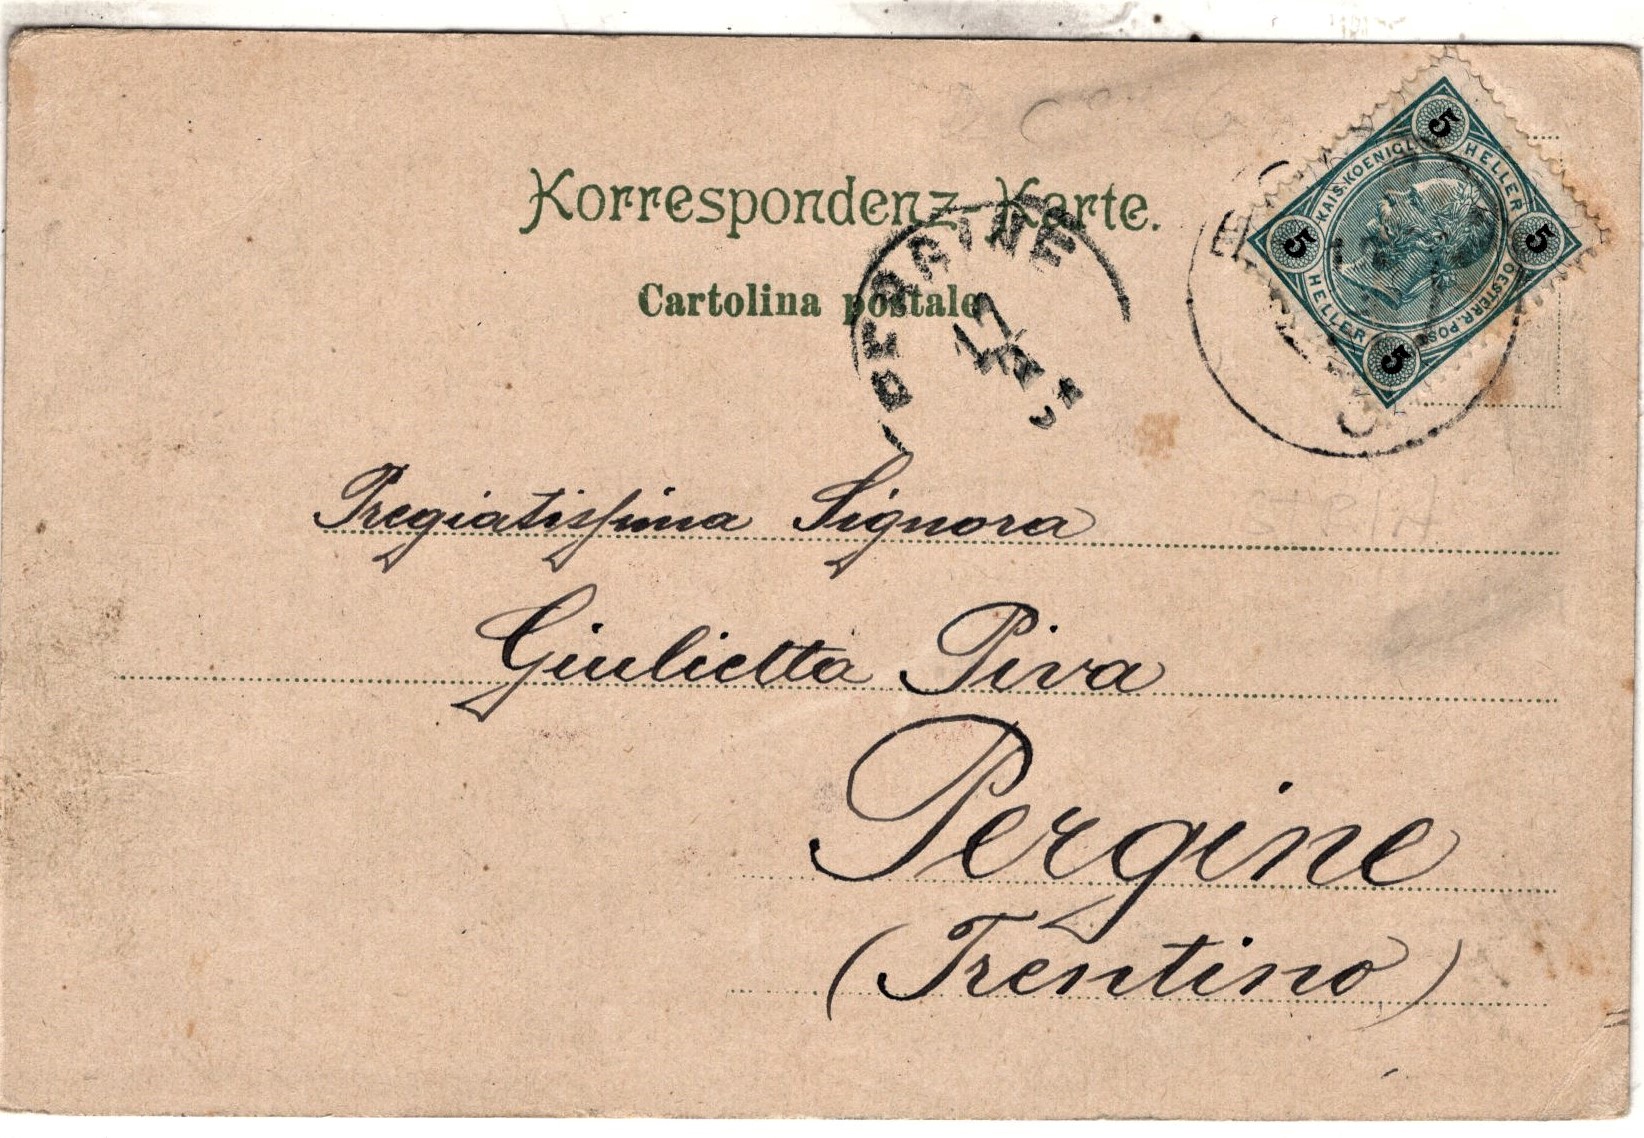 Korrespondenz-Karte.
Cartolina postale
PERGINE
17
5 HELLER 5 HELLER 5 5
KAIS. KOENIGL.
OESTERR. POST
Pregiatissima Signora
Giulietta Piva
Pergine
(Trentino)